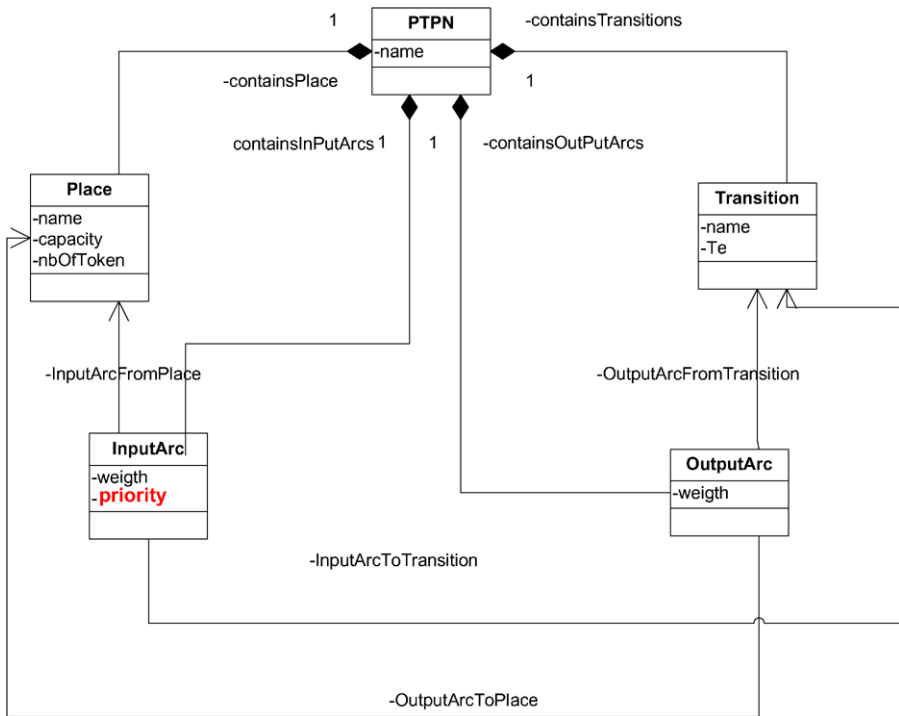 1
PTPN
-containsTransitions
-name
-containsPlace
1
containsInPutArcs
1
1
-containsOutPutArcs
Place
-name
-capacity
-nbOfToken
Transition
-name
-Te
-InputArcFromPlace
-OutputArcFromTransition
InputArc
-weigth
-priority
OutputArc
-weigth
-InputArcToTransition
-OutputArcToPlace